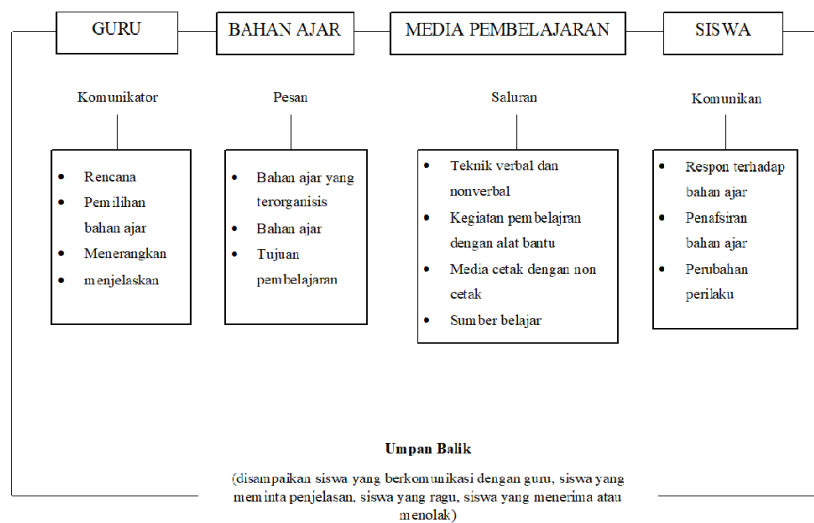 GURU
BAHAN AJAR
MEDIA PEMBELAJARAN
SISWA
Komunikator
Pesan
Saluran
Komunikan
• Rencana
• Pemilihan
bahan ajar
• Menerangkan
• menjelaskan
• Bahan ajar yang
terorganisis
• Bahan ajar
• Tujuan
pembelajaran
• Teknik verbal dan
nonverbal
• Kegiatan pembelajran
dengan alat bantu
• Media cetak dengan non
cetak
• Sumber belajar
• Respon terhadap
bahan ajar
• Penafsiran
bahan ajar
• Perubahan
perilaku
Umpan Balik
(disampaikan siswa yang berkomunikasi dengan guru, siswa yang
meminta penjelasan, siswa yang ragu, siswa yang menerima atau
menolak)